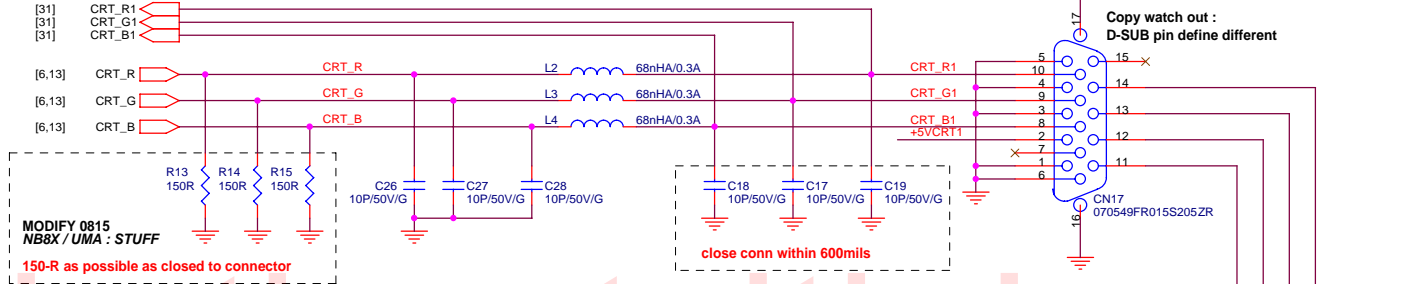 [31] CRT_R1
[31] CRT_G1
[31] CRT_B1
17
Copy watch out :
D-SUB pin define different
[6,13] CRT_R
CRT_R
L2
68nHA/0.3A
CRT_R1
[6,13] CRT_G
CRT_G
L3
68nHA/0.3A
CRT_G1
[6,13] CRT_B
CRT_B
L4
68nHA/0.3A
CRT_B1
+5VCRT1
5
10
4
9
3
8
2
7
1
6
15
14
13
12
11
R13
150R
R14
150R
R15
150R
C26
10P/50V/G
C27
10P/50V/G
C28
10P/50V/G
C18
10P/50V/G
C17
10P/50V/G
C19
10P/50V/G
CN17
070549FR015S205ZR
16
MODIFY 0815
NB8X / UMA : STUFF
150-R as possible as closed to connector
close conn within 600mils